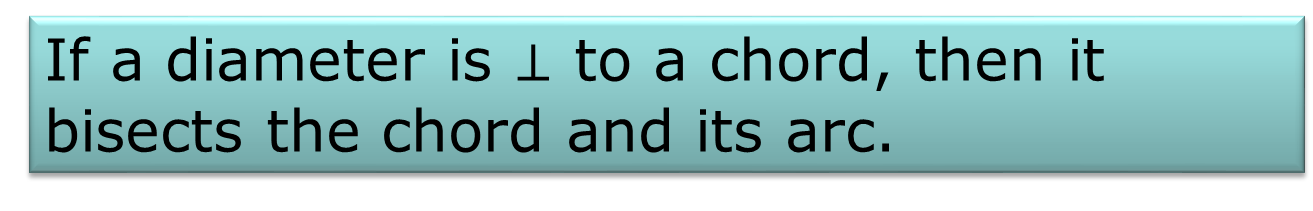 If a diameter is ⊥ to a chord, then it
bisects the chord and its arc.